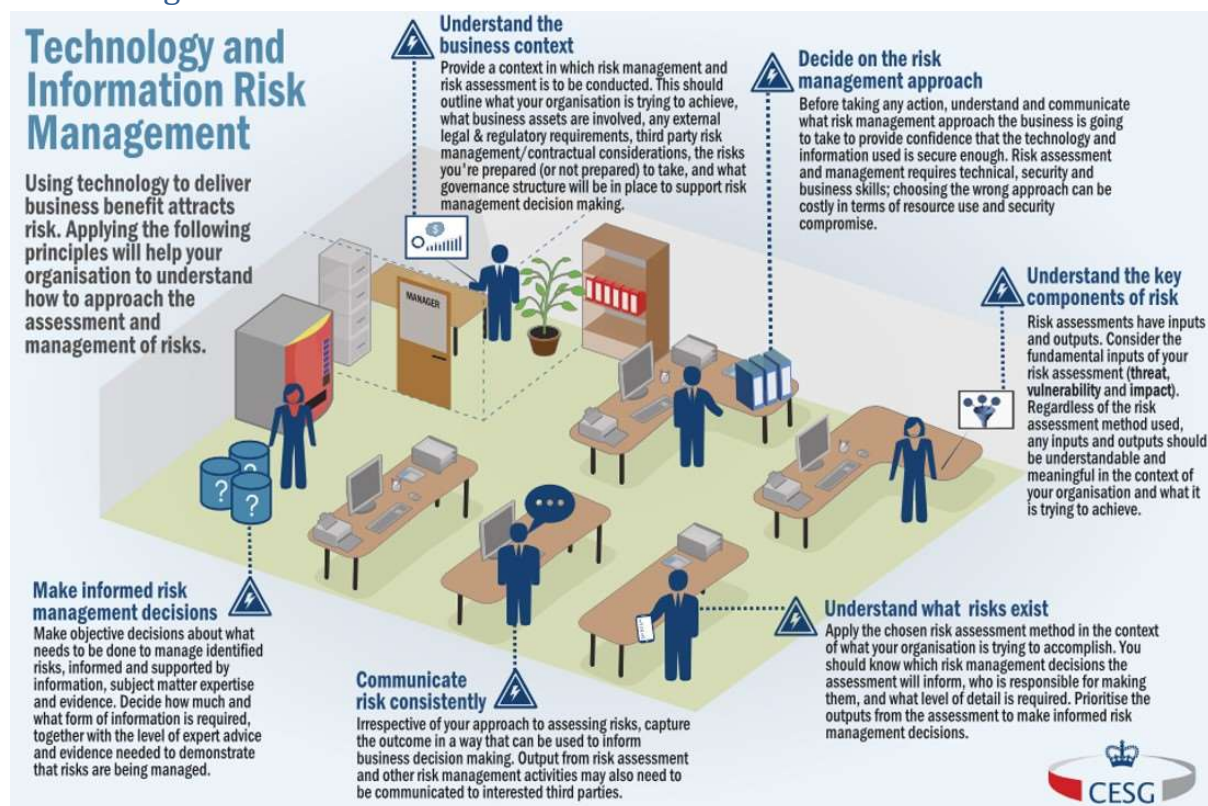 Technology and
Information Risk
Management
Using technology to deliver
business benefit attracts
risk. Applying the following
principles will help your
organisation to understand
how to approach the
assessment and
management of risks.
Understand the
business context
Provide a context in which risk management and
risk assessment is to be conducted. This should
outline what your organisation is trying to achieve,
what business assets are involved, any external
legal & regulatory requirements, third party risk
management/contractual considerations, the risks
you're prepared (or not prepared) to take, and what
governance structure will be in place to support risk
management decision making.
Decide on the risk
management approach
Before taking any action, understand and communicate
what risk management approach the business is going
to take to provide confidence that the technology and
information used is secure enough. Risk assessment
and management requires technical, security and
business skills; choosing the wrong approach can be
costly in terms of resource use and security
compromise.
Understand the key
components of risk
Risk assessments have inputs
and outputs. Consider the
fundamental inputs of your
risk assessment (threat,
vulnerability and impact).
Regardless of the risk
assessment method used,
any inputs and outputs should
be understandable and
meaningful in the context of
your organisation and what it
is trying to achieve.
$
MANAGER
?
?
?
Make informed risk
management decisions
Make objective decisions about what
needs to be done to manage identified
risks, informed and supported by
information, subject matter expertise
and evidence. Decide how much and
what form of information is required,
together with the level of expert advice
and evidence needed to demonstrate
that risks are being managed.
Communicate
risk consistently
Irrespective of your approach to assessing risks, capture
the outcome in a way that can be used to inform
business decision making. Output from risk assessment
and other risk management activities may also need to
be communicated to interested third parties.
Understand what risks exist
Apply the chosen risk assessment method in the context
of what your organisation is trying to accomplish. You
should know which risk management decisions the
assessment will inform, who is responsible for making
them, and what level of detail is required. Prioritise the
outputs from the assessment to make informed risk
management decisions.
CESG